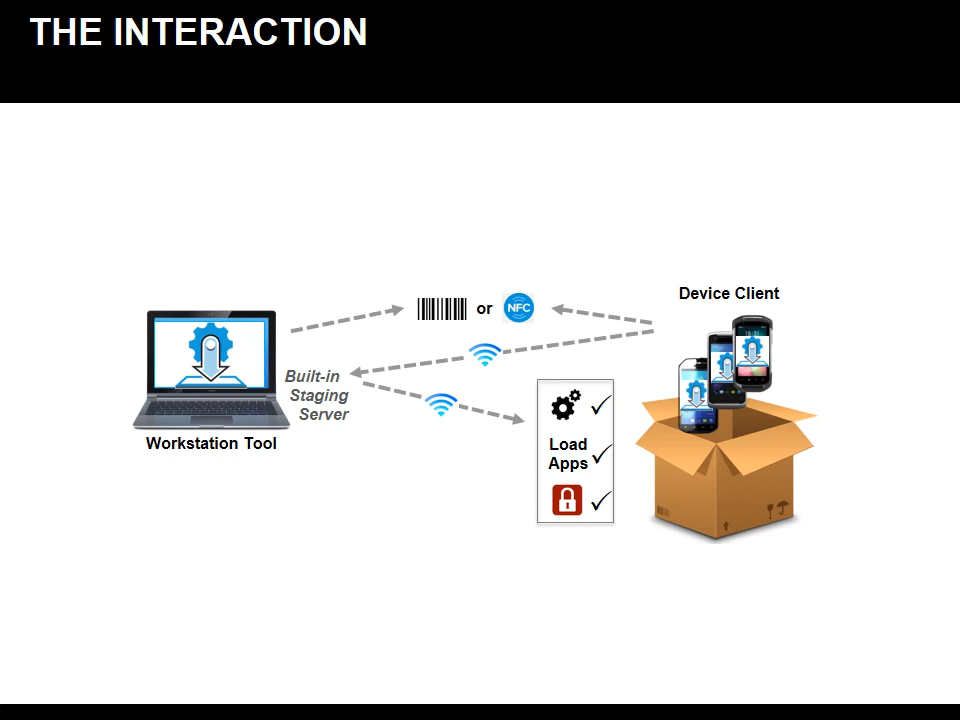 THE INTERACTION
Device Client
or
NFC
Built-in
Staging
Server
Workstation Tool
Load
Apps